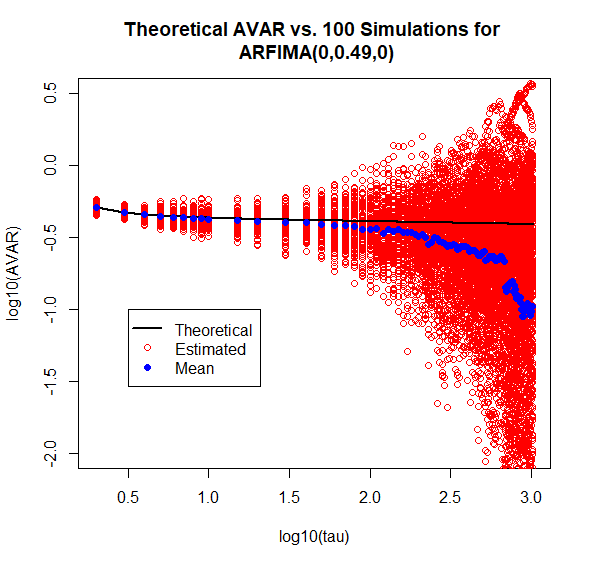 Theoretical AVAR vs. 100 Simulations for
ARFIMA(0,0.49,0)
log10(AVAR)
0.5
0.0
-0.5
-1.0
-1.5
-2.0
Theoretical
Estimated
Mean
0.5
1.0
1.5
2.0
2.5
3.0
log10(tau)